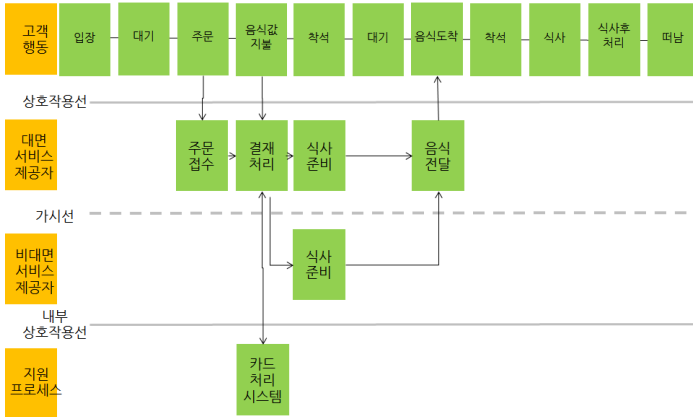 고객
행동
입장
대기
주문
음식값
지불
착석
대기
음식도착
착석
식사
식사후
처리
떠남
상호작용선
대면
서비스
제공자
주문
접수
결재
처리
식사
준비
음식
전달
가시선
비대면
서비스
제공자
식사
준비
내부
상호작용선
지원
프로세스
카드
처리
시스템